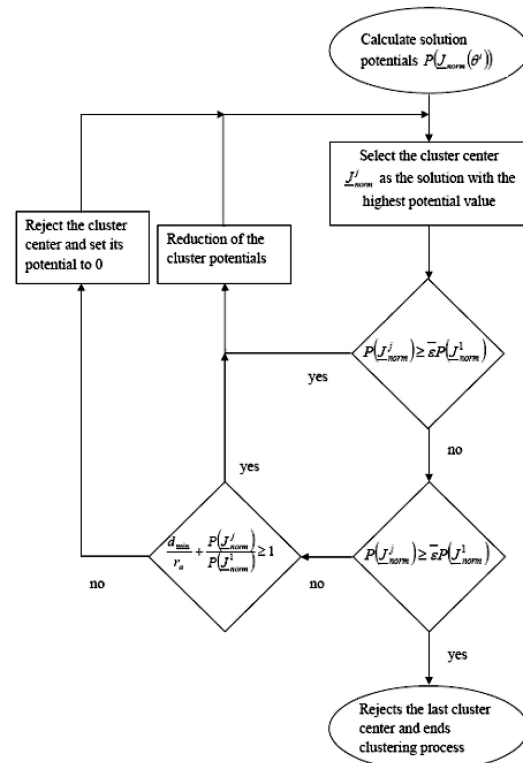 Calculate solution
potentials P(J_norm(θⁱ))
Select the cluster center
J^j_norm as the solution with the
highest potential value
Reject the cluster
center and set its
potential to 0
Reduction of the
cluster potentials
P(J^j_norm) ≥ ε̅P(J^1_norm)
yes
no
yes
d_min/r_a + P(J^j_norm)/P(J^1_norm) ≥ 1
P(J^j_norm) ≥ ε̅P(J^1_norm)
no
no
yes
Rejects the last cluster
center and ends
clustering process